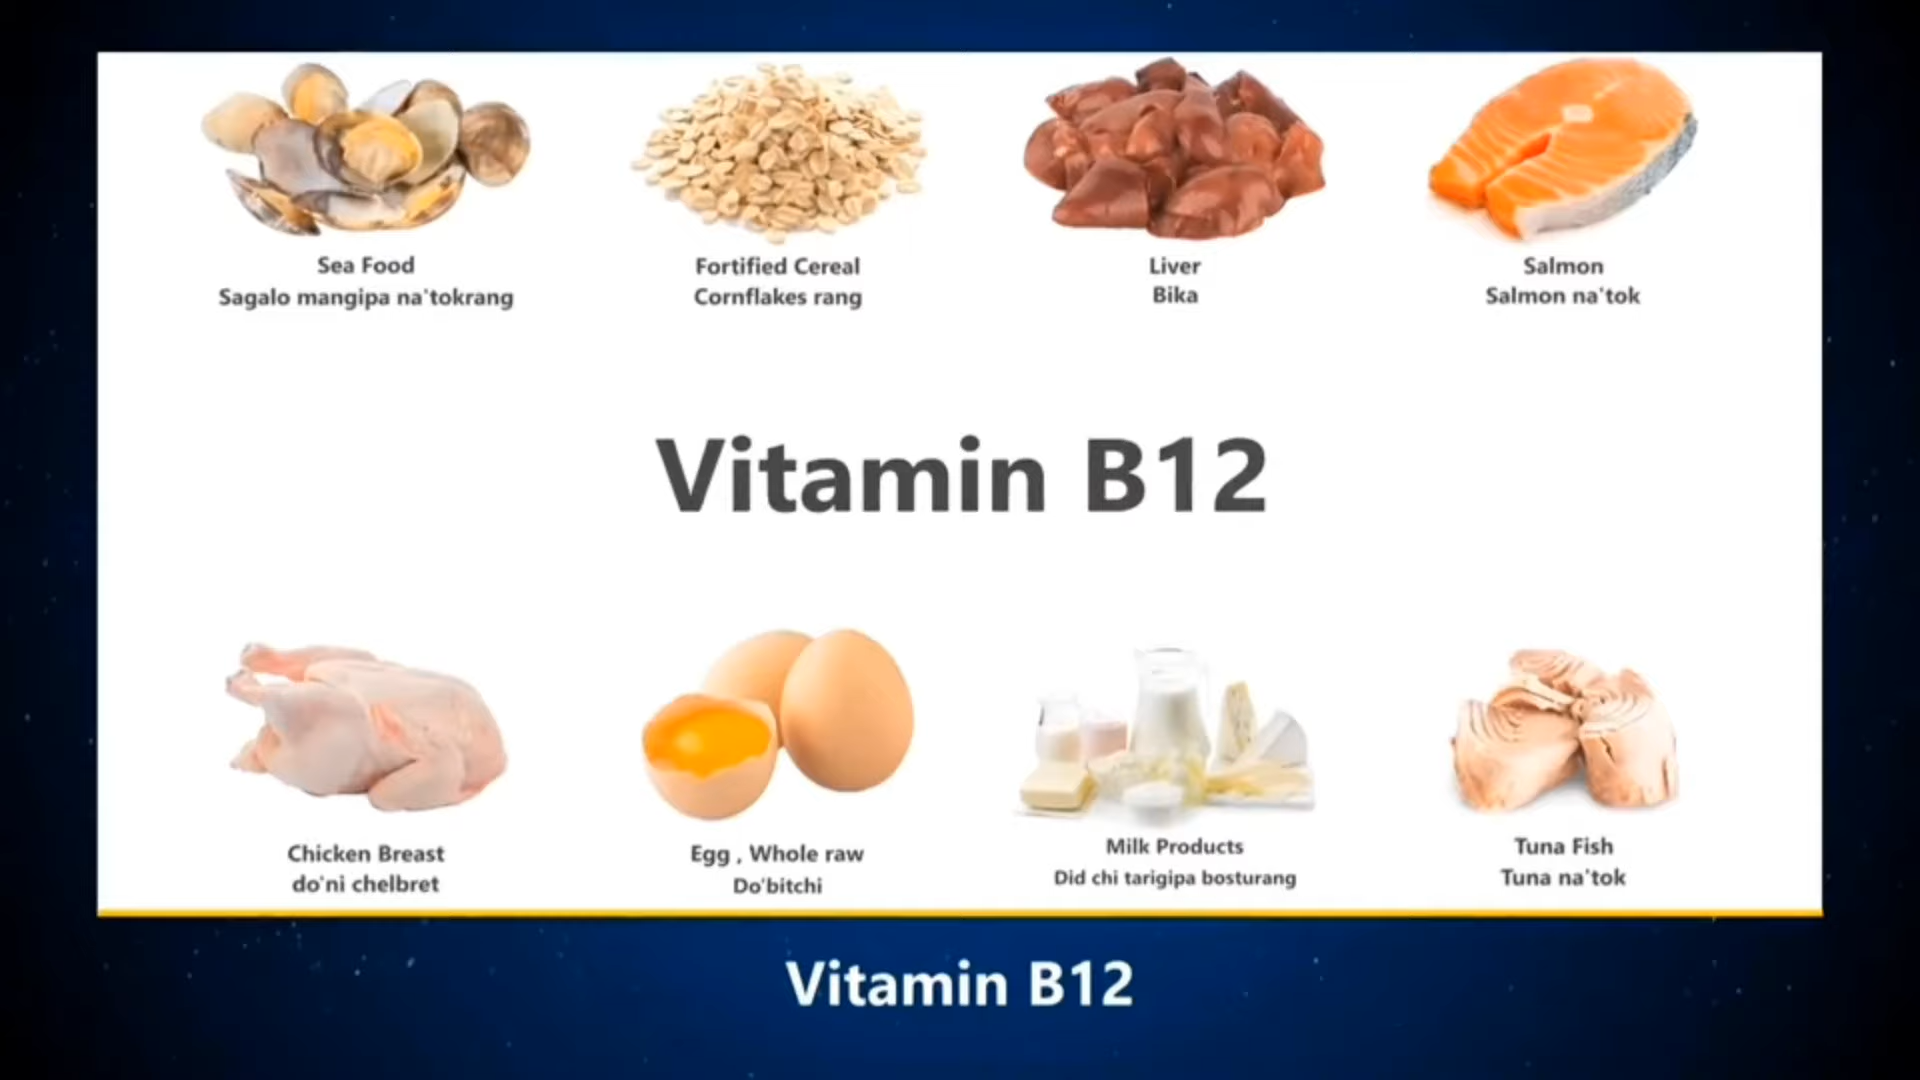 Sea Food
Sagalo mangipa na'tokrang
Fortified Cereal
Cornflakes rang
Liver
Bika
Salmon
Salmon na'tok
Vitamin B12
Chicken Breast
do'ni chelbret
Egg , Whole raw
Do'bitchi
Milk Products
Did chi tarigipa bosturang
Tuna Fish
Tuna na'tok
Vitamin B12